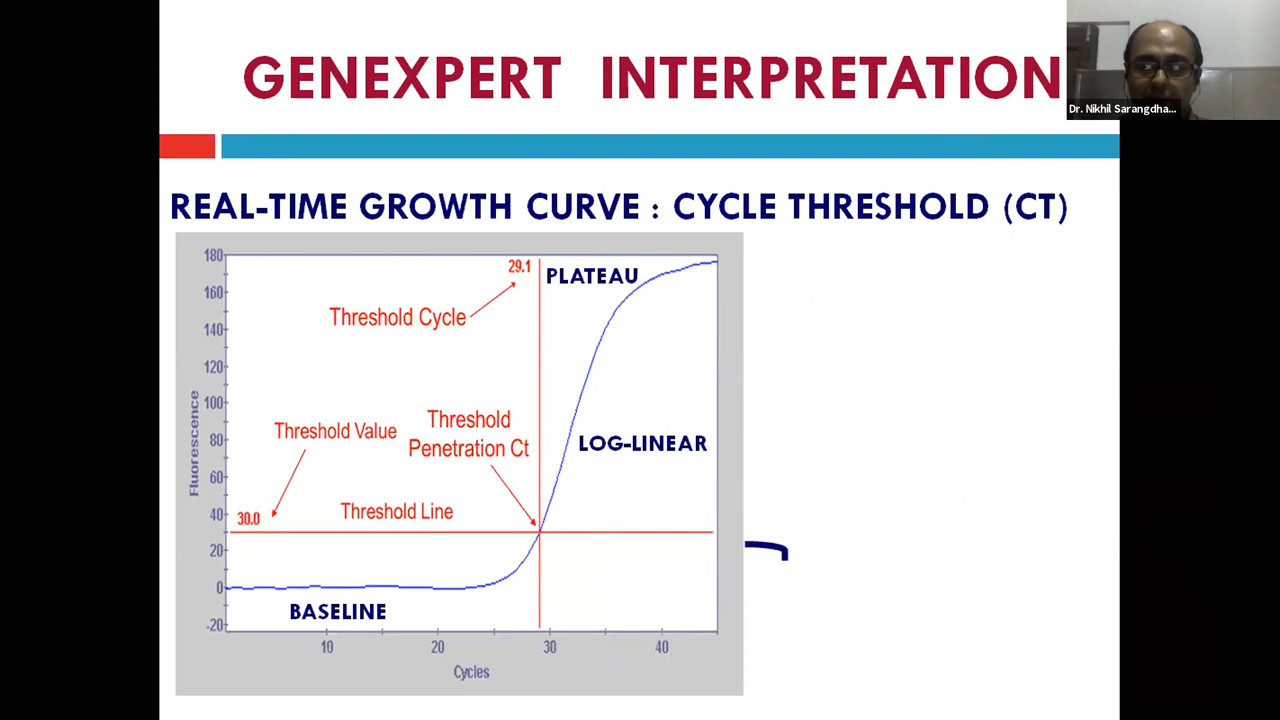 GENEXPERT INTERPRETATION
Dr. Nikhil Sarangdha...
REAL-TIME GROWTH CURVE : CYCLE THRESHOLD (CT)
180
160
140
120
100
80
60
40
20
0
-20
Fluorescence
29.1
PLATEAU
Threshold Cycle
Threshold Value
Threshold
Penetration Ct
LOG-LINEAR
30.0
Threshold Line
BASELINE
10 20 30 40
Cycles